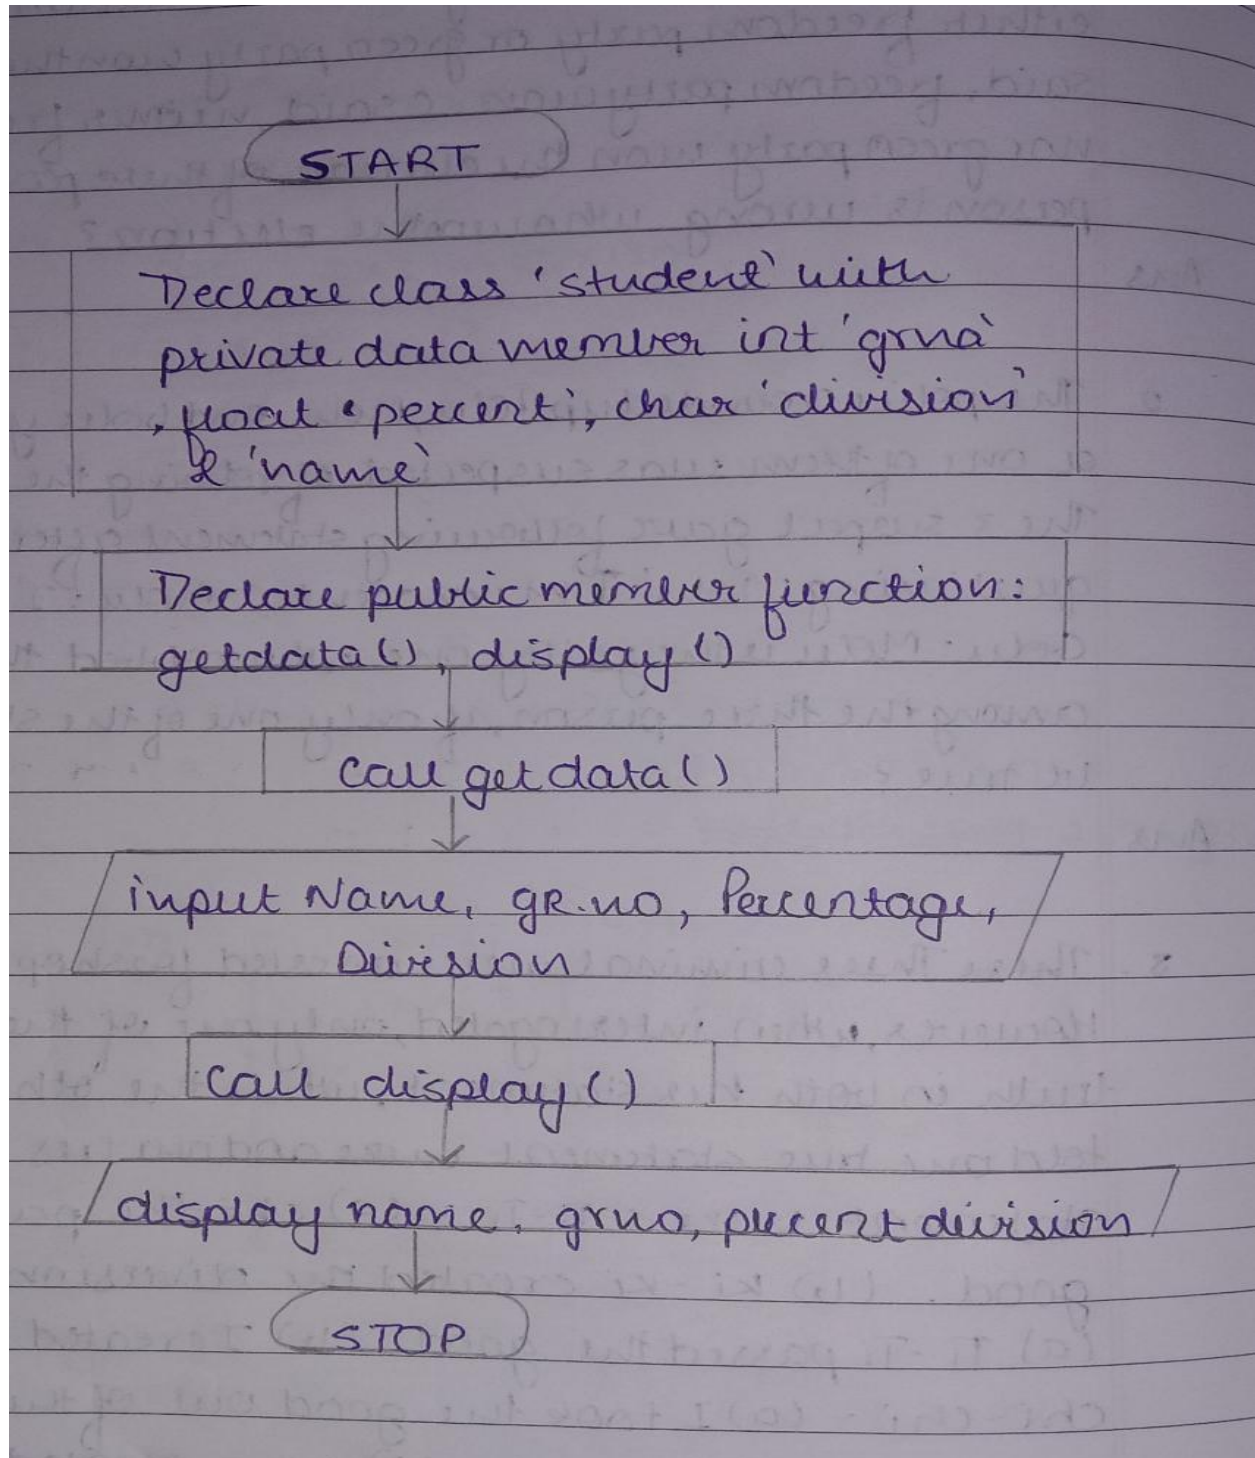 START
Declare class 'student' with
private data member int 'grno'
, float 'percent', char 'division'
& 'name'
Declare public member function:
getdata(), display()
call getdata()
input Name, gR.no, Percentage,
Division
call display()
display name, grno, percent division
STOP